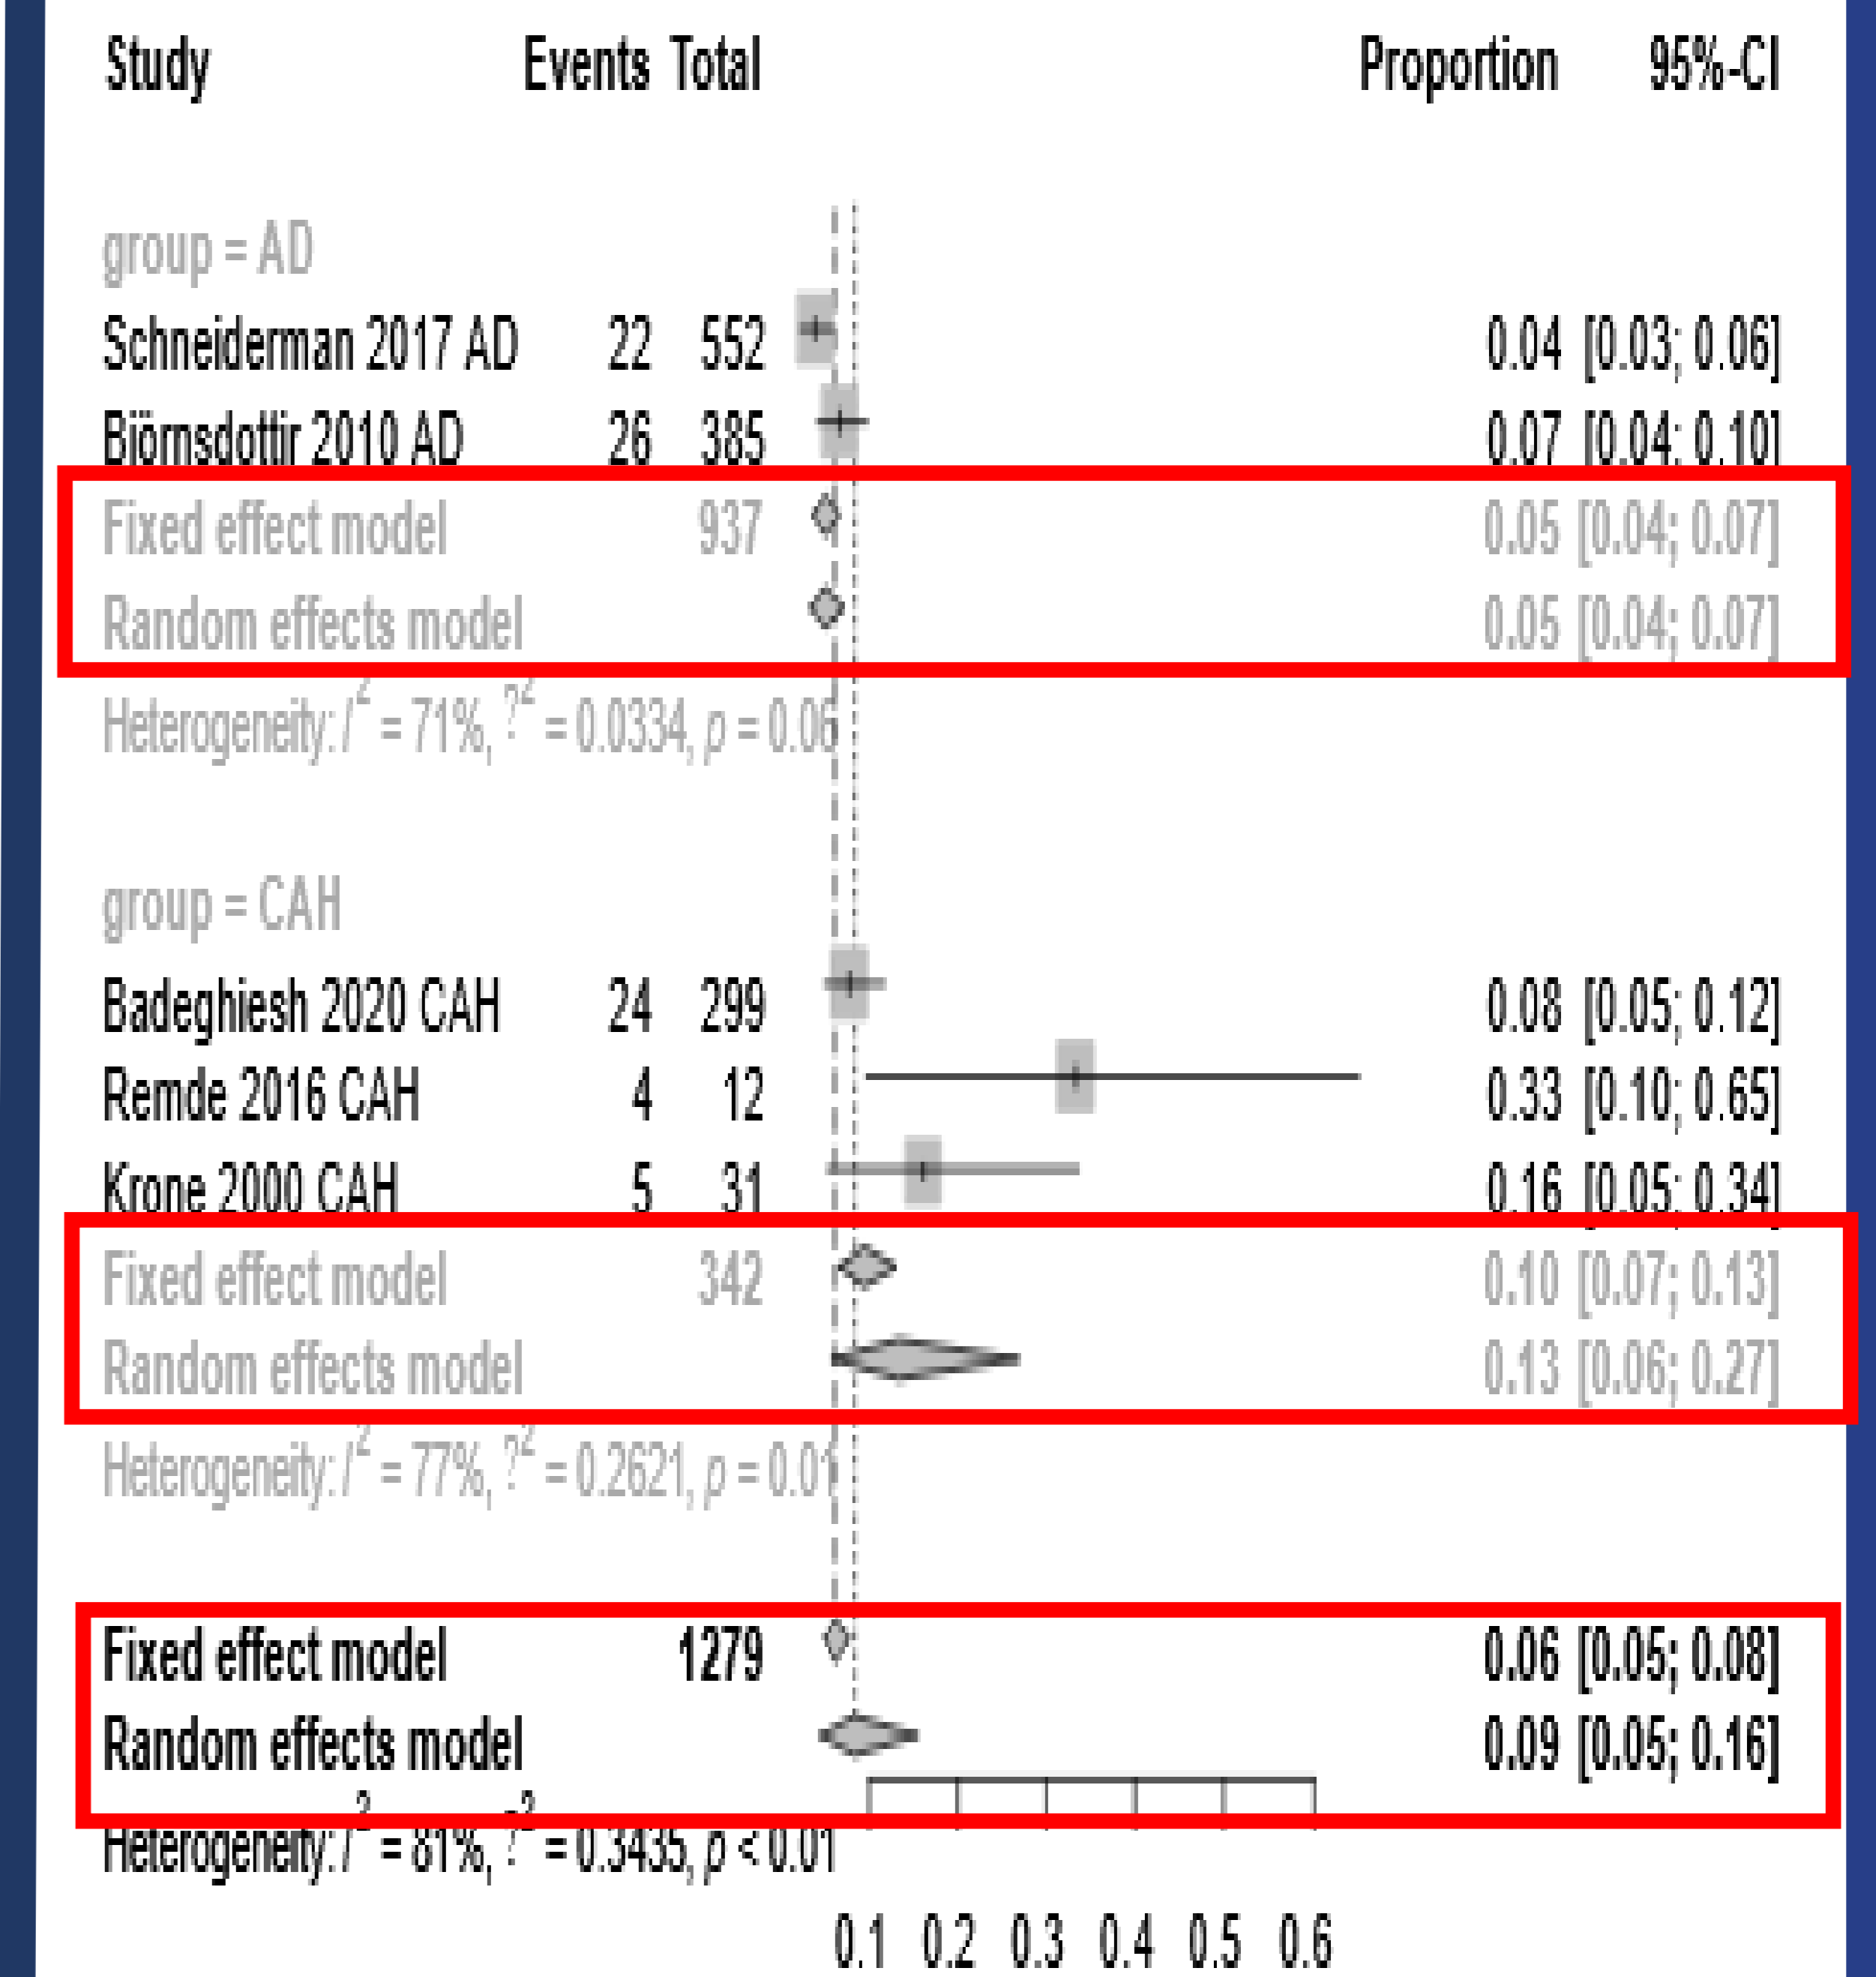 Study Events Total Proportion 95%-CI
group = AD
Schneiderman 2017 AD 22 552 0.04 [0.03; 0.06]
Björnsdottir 2010 AD 26 385 0.07 [0.04; 0.10]
Fixed effect model 937 0.05 [0.04; 0.07]
Random effects model 0.05 [0.04; 0.07]
Heterogeneity: I² = 71%, ?² = 0.0334, p = 0.06
group = CAH
Badeghiesh 2020 CAH 24 299 0.08 [0.05; 0.12]
Remde 2016 CAH 4 12 0.33 [0.10; 0.65]
Krone 2000 CAH 5 31 0.16 [0.05; 0.34]
Fixed effect model 342 0.10 [0.07; 0.13]
Random effects model 0.13 [0.06; 0.27]
Heterogeneity: I² = 77%, ?² = 0.2621, p = 0.01
Fixed effect model 1279 0.06 [0.05; 0.08]
Random effects model 0.09 [0.05; 0.16]
Heterogeneity: I² = 81%, ?² = 0.3435, p < 0.01
0.1 0.2 0.3 0.4 0.5 0.6